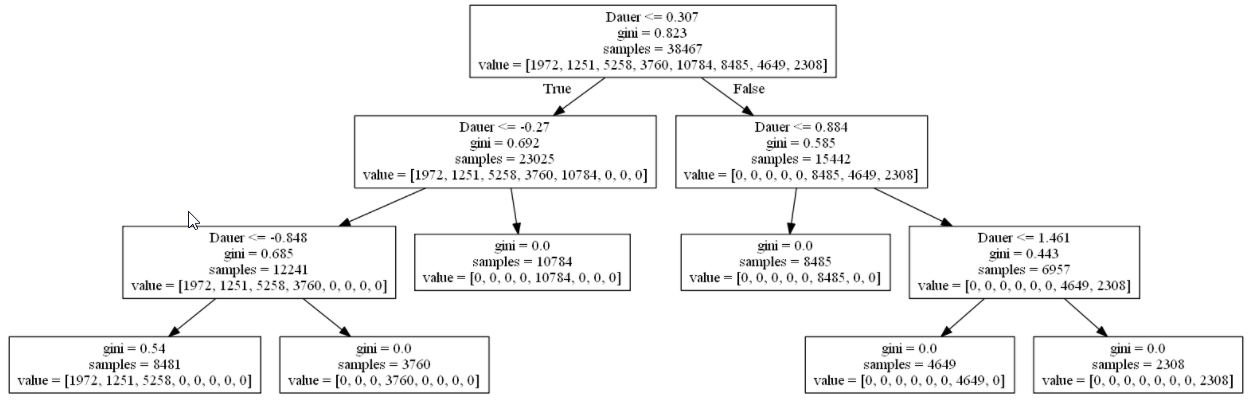 Dauer <= 0.307
gini = 0.823
samples = 38467
value = [1972, 1251, 5258, 3760, 10784, 8485, 4649, 2308]
True
False
Dauer <= -0.27
gini = 0.692
samples = 23025
value = [1972, 1251, 5258, 3760, 10784, 0, 0, 0]
Dauer <= 0.884
gini = 0.585
samples = 15442
value = [0, 0, 0, 0, 0, 8485, 4649, 2308]
Dauer <= -0.848
gini = 0.685
samples = 12241
value = [1972, 1251, 5258, 3760, 0, 0, 0, 0]
gini = 0.0
samples = 10784
value = [0, 0, 0, 0, 10784, 0, 0, 0]
gini = 0.0
samples = 8485
value = [0, 0, 0, 0, 0, 8485, 0, 0]
Dauer <= 1.461
gini = 0.443
samples = 6957
value = [0, 0, 0, 0, 0, 0, 4649, 2308]
gini = 0.54
samples = 8481
value = [1972, 1251, 5258, 0, 0, 0, 0, 0]
gini = 0.0
samples = 3760
value = [0, 0, 0, 3760, 0, 0, 0, 0]
gini = 0.0
samples = 4649
value = [0, 0, 0, 0, 0, 0, 4649, 0]
gini = 0.0
samples = 2308
value = [0, 0, 0, 0, 0, 0, 0, 2308]